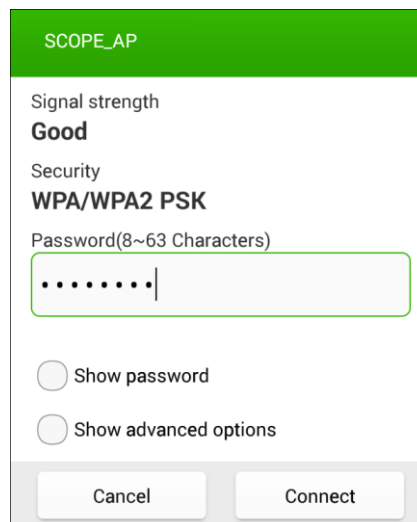 SCOPE_AP
Signal strength
Good
Security
WPA/WPA2 PSK
Password(8~63 Characters)
••••••••
Show password
Show advanced options
Cancel
Connect